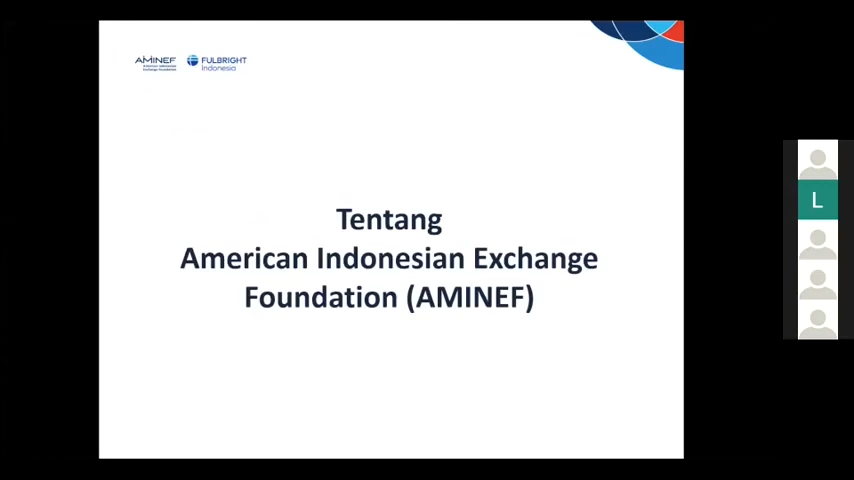 AMINEF
American Indonesian
Exchange Foundation
FULBRIGHT
Indonesia
Tentang
American Indonesian Exchange
Foundation (AMINEF)
L